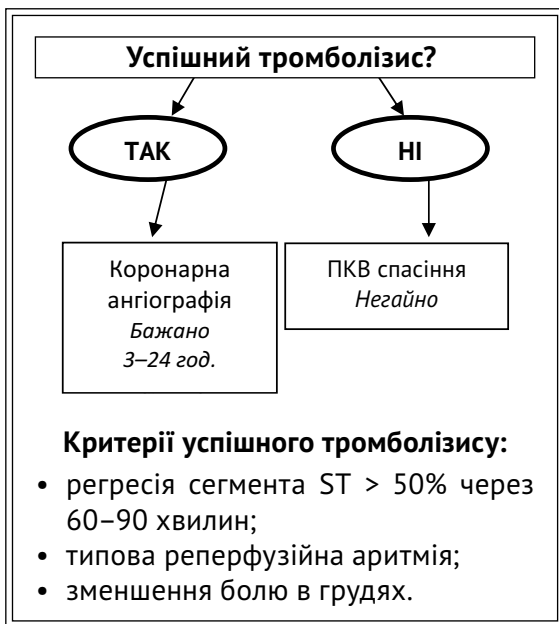 Успішний тромболізис?
ТАК
НІ
Коронарна
ангіографія
Бажано
3–24 год.
ПКВ спасіння
Негайно
Критерії успішного тромболізису:
• регресія сегмента ST > 50% через
60–90 хвилин;
• типова реперфузійна аритмія;
• зменшення болю в грудях.